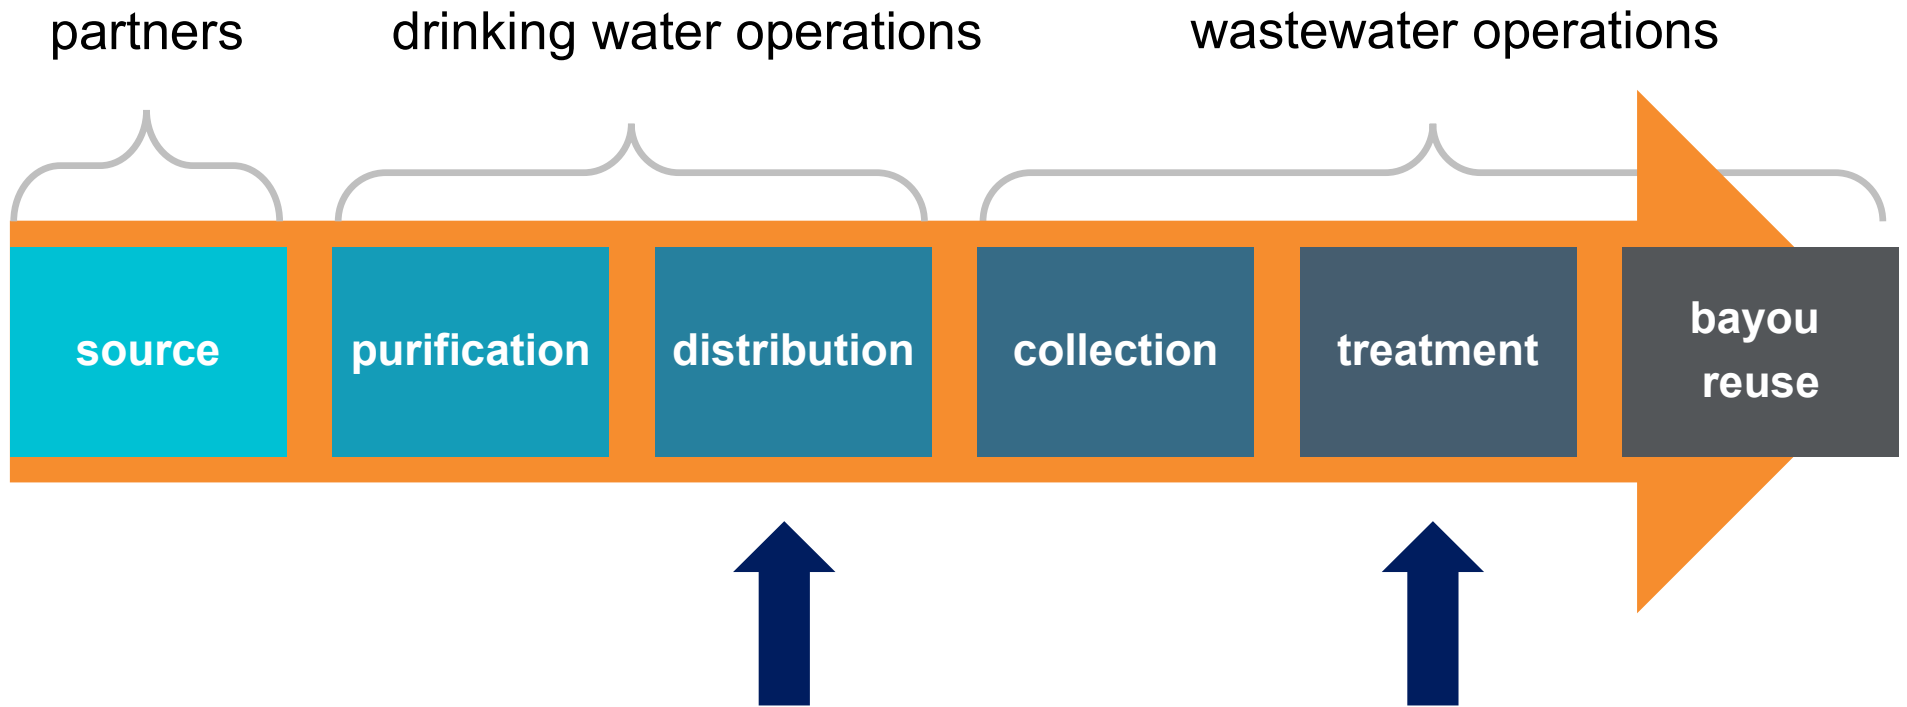 partners
drinking water operations
wastewater operations
source
purification
distribution
collection
treatment
bayou
reuse